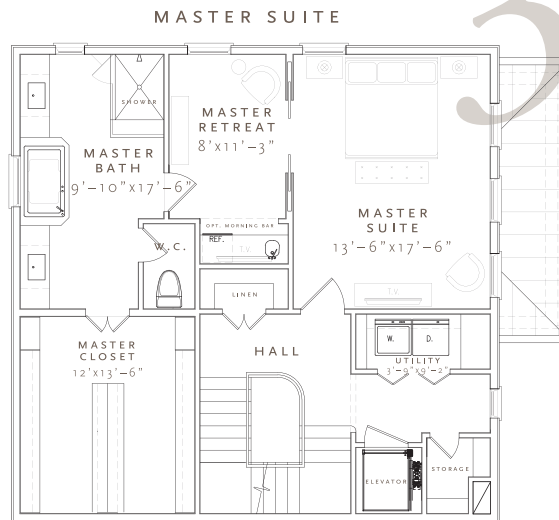 MASTER SUITE
3
SHOWER
MASTER
RETREAT
8'x11'-3"
MASTER
BATH
9'-10"x17'-6"
MASTER
SUITE
13'-6"x17'-6"
OPT. MORNING BAR
REF.
T.V.
W.C.
LINEN
T.V.
MASTER
CLOSET
12'x13'-6"
HALL
W.
D.
UTILITY
3'-9"x9'-2"
ELEVATOR
STORAGE